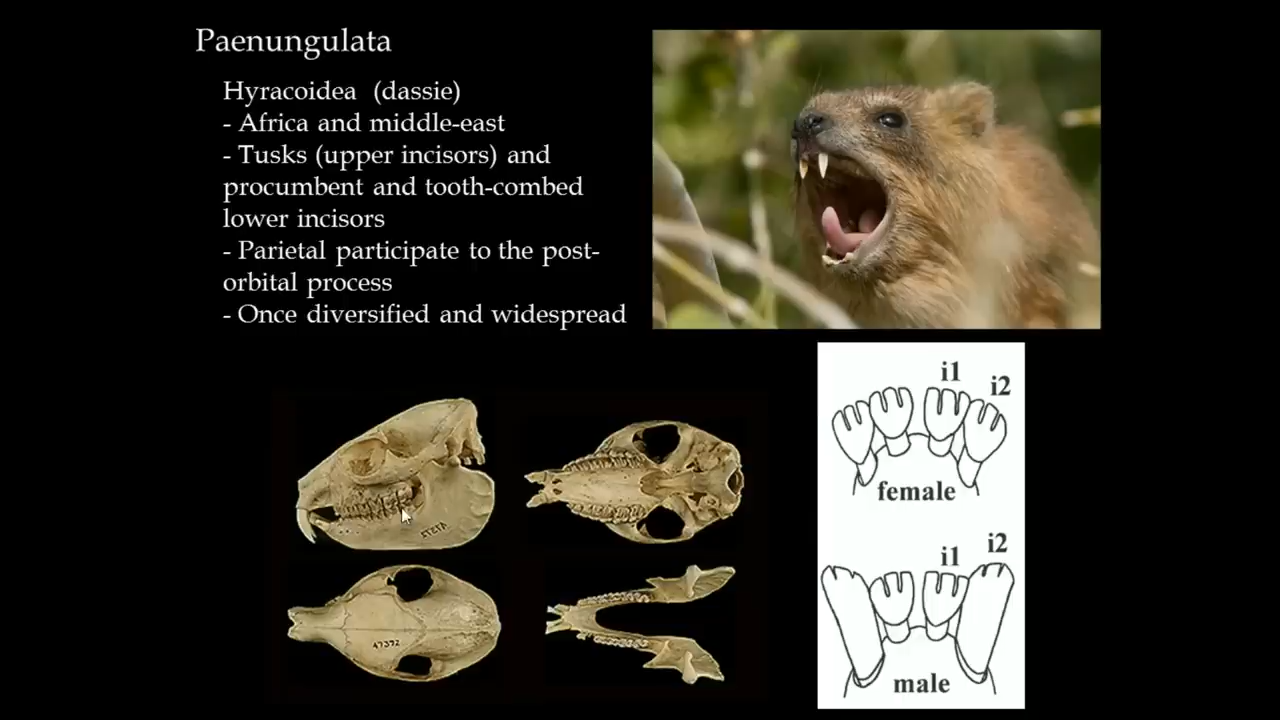 Paenungulata
Hyracoidea (dassie)
- Africa and middle-east
- Tusks (upper incisors) and
procumbent and tooth-combed
lower incisors
- Parietal participate to the post-
orbital process
- Once diversified and widespread
i1
i2
female
i2
i1
male
47372